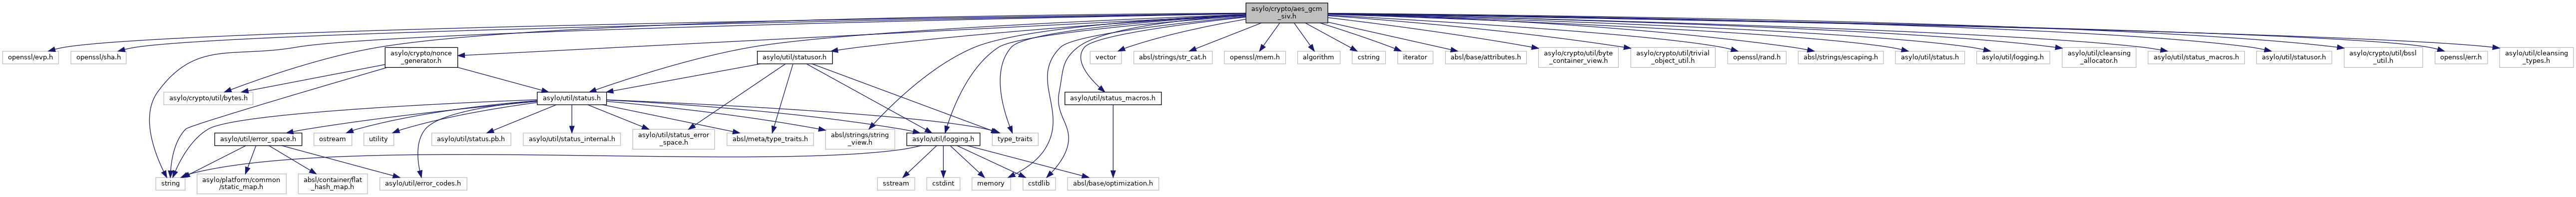 asylo/crypto/aes_gcm
_siv.h
openssl/evp.h
openssl/sha.h
asylo/crypto/nonce
_generator.h
asylo/util/statusor.h
vector
absl/strings/str_cat.h
openssl/mem.h
algorithm
cstring
iterator
absl/base/attributes.h
asylo/crypto/util/byte
_container_view.h
asylo/crypto/util/trivial
_object_util.h
openssl/rand.h
absl/strings/escaping.h
asylo/util/status.h
asylo/util/logging.h
asylo/util/cleansing
_allocator.h
asylo/util/status_macros.h
asylo/util/statusor.h
asylo/crypto/util/bssl
_util.h
openssl/err.h
asylo/util/cleansing
_types.h
asylo/crypto/util/bytes.h
asylo/util/status.h
asylo/util/status_macros.h
asylo/util/error_space.h
ostream
utility
asylo/util/status.pb.h
asylo/util/status_internal.h
asylo/util/status_error
_space.h
absl/meta/type_traits.h
absl/strings/string
_view.h
asylo/util/logging.h
type_traits
string
asylo/platform/common
/static_map.h
absl/container/flat
_hash_map.h
asylo/util/error_codes.h
sstream
cstdint
memory
cstdlib
absl/base/optimization.h